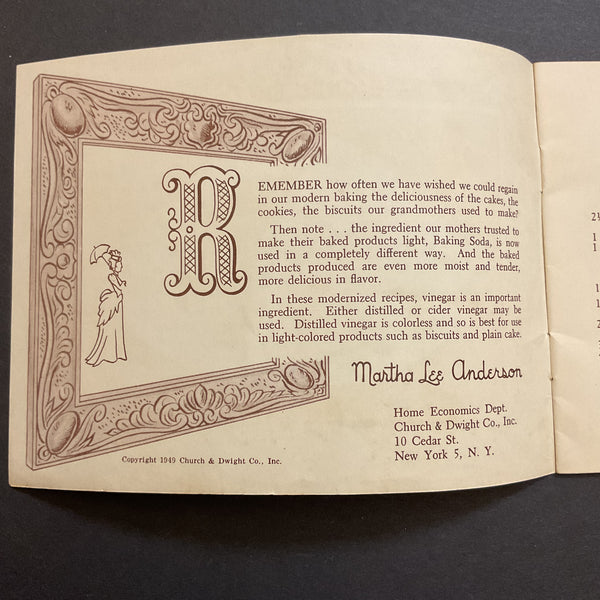 REMEMBER how often we have wished we could regain
in our modern baking the deliciousness of the cakes, the
cookies, the biscuits our grandmothers used to make?
Then note . . . the ingredient our mothers trusted to
make their baked products light, Baking Soda, is now
used in a completely different way. And the baked
products produced are even more moist and tender,
more delicious in flavor.
In these modernized recipes, vinegar is an important
ingredient. Either distilled or cider vinegar may be
used. Distilled vinegar is colorless and so is best for use
in light-colored products such as biscuits and plain cake.
Martha Lee Anderson
Home Economics Dept.
Church & Dwight Co., Inc.
10 Cedar St.
New York 5, N. Y.
Copyright 1949 Church & Dwight Co., Inc.